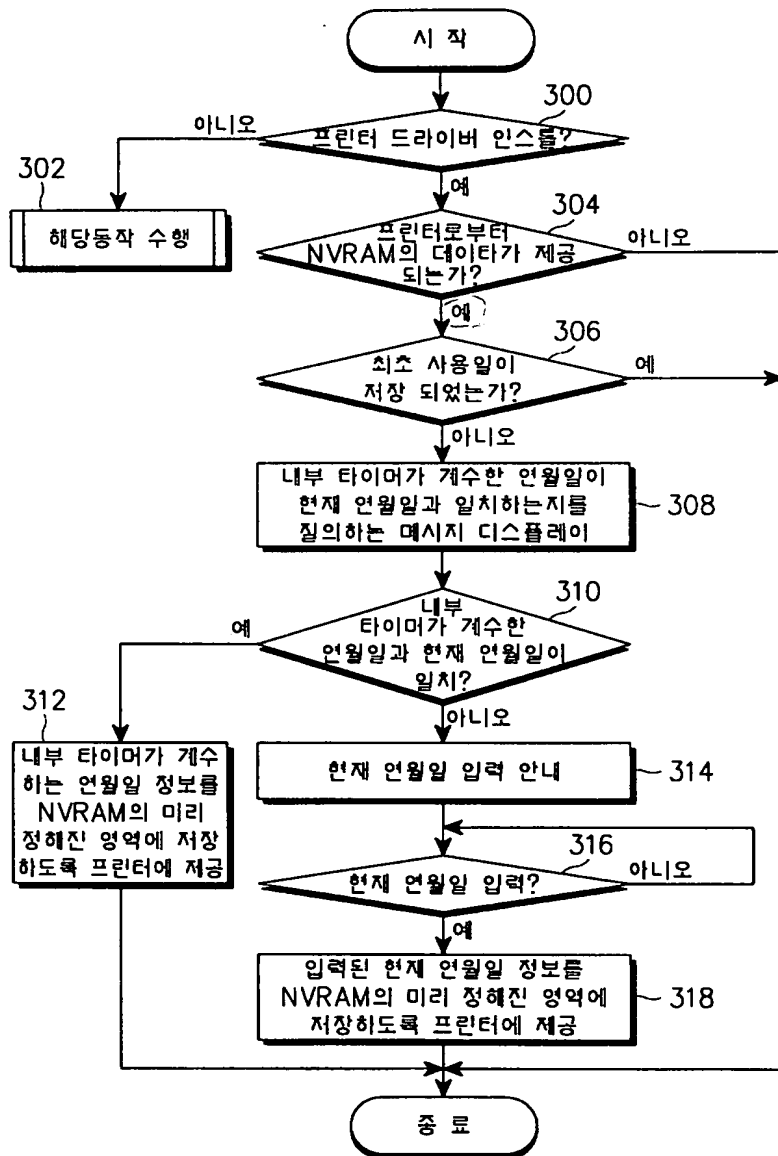 시 작
300
아니오
프린터 드라이버 인스톨?
302
예
304
해당동작 수행
프린터로부터
NVRAM의 데이타가 제공
되는가?
아니오
예
306
최초 사용일이
저장 되었는가?
예
아니오
내부 타이머가 계수한 연월일이
현재 연월일과 일치하는지를
질의하는 메시지 디스플레이
308
310
내부
타이머가 계수한
연월일과 현재 연월일이
일치?
예
312
아니오
내부 타이머가 계수
하는 연월일 정보를
NVRAM의 미리
정해진 영역에 저장
하도록 프린터에 제공
현재 연월일 입력 안내
314
316
현재 연월일 입력?
아니오
예
입력된 현재 연월일 정보를
NVRAM의 미리 정해진 영역에
저장하도록 프린터에 제공
318
종 료